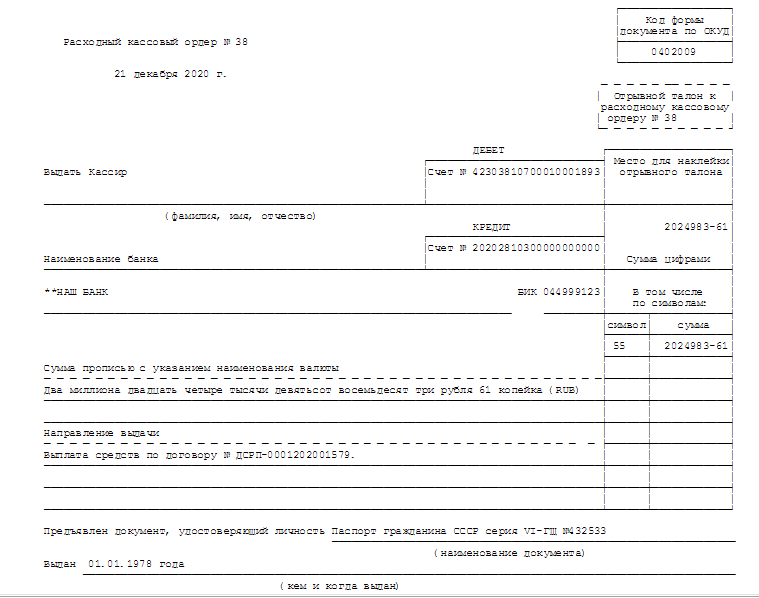 Код формы
документа по ОКУД
Расходный кассовый ордер № 38
0402009
21 декабря 2020 г.
Отрывной талон к
расходному кассовому
ордеру № 38
ДЕБЕТ
Место для наклейки
Выдать Кассир
Счет № 42303810700010001893
отрывного талона
(фамилия, имя, отчество)
КРЕДИТ
2024983-61
Счет № 20202810300000000000
Наименование банка
Сумма цифрами
**НАШ БАНК
БИК 044999123
В том числе
по символам:
символ
сумма
55
2024983-61
Сумма прописью с указанием наименования валюты
Два миллиона двадцать четыре тысячи девятьсот восемьдесят три рубля 61 копейка (RUB)
Направление выдачи
Выплата средств по договору № ДСРП-0001202001579.
Предъявлен документ, удостоверяющий личность Паспорт гражданина СССР серия VI-ГШ №432533
(наименование документа)
Выдан 01.01.1978 года
(кем и когда выдан)